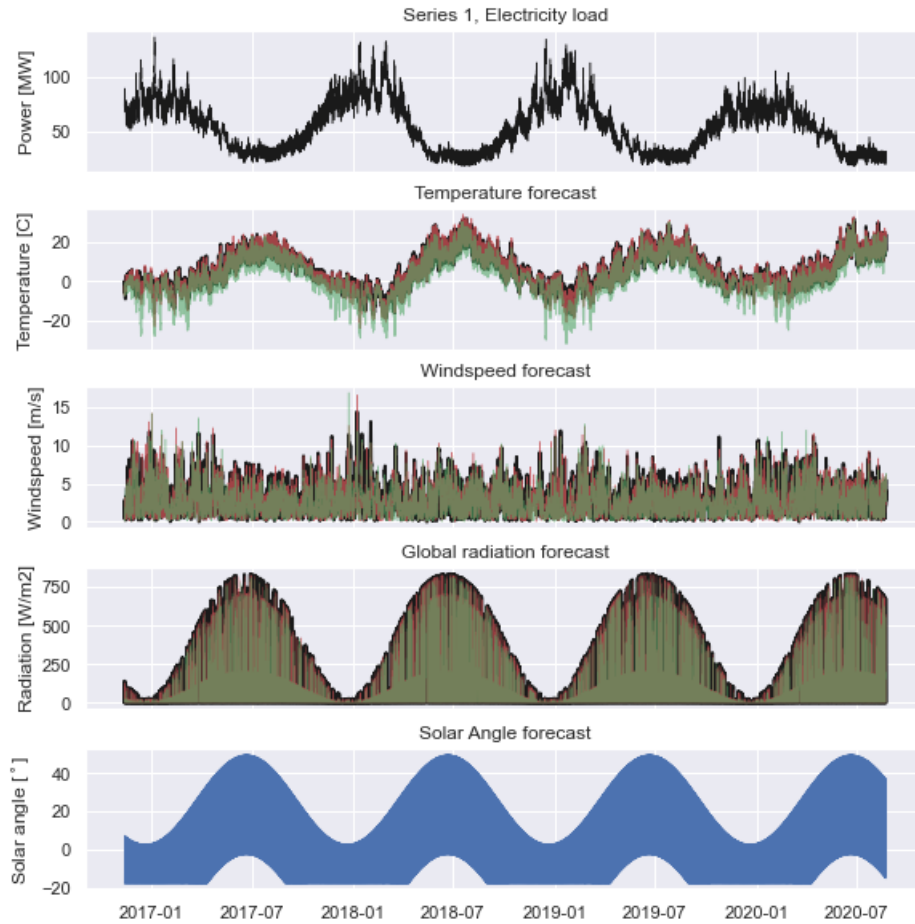 Series 1, Electricity load
Power [MW]
100
50
Temperature forecast
Temperature [C]
20
0
−20
Windspeed forecast
Windspeed [m/s]
15
10
5
0
Global radiation forecast
Radiation [W/m2]
750
500
250
0
Solar Angle forecast
Solar angle [°]
40
20
0
−20
2017-01 2017-07 2018-01 2018-07 2019-01 2019-07 2020-01 2020-07